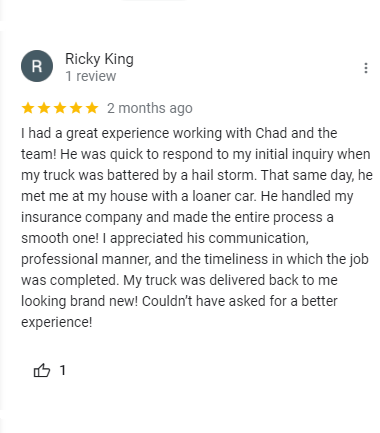 R
Ricky King
1 review
2 months ago
I had a great experience working with Chad and the
team! He was quick to respond to my initial inquiry when
my truck was battered by a hail storm. That same day, he
met me at my house with a loaner car. He handled my
insurance company and made the entire process a
smooth one! I appreciated his communication,
professional manner, and the timeliness in which the job
was completed. My truck was delivered back to me
looking brand new! Couldn’t have asked for a better
experience!
1